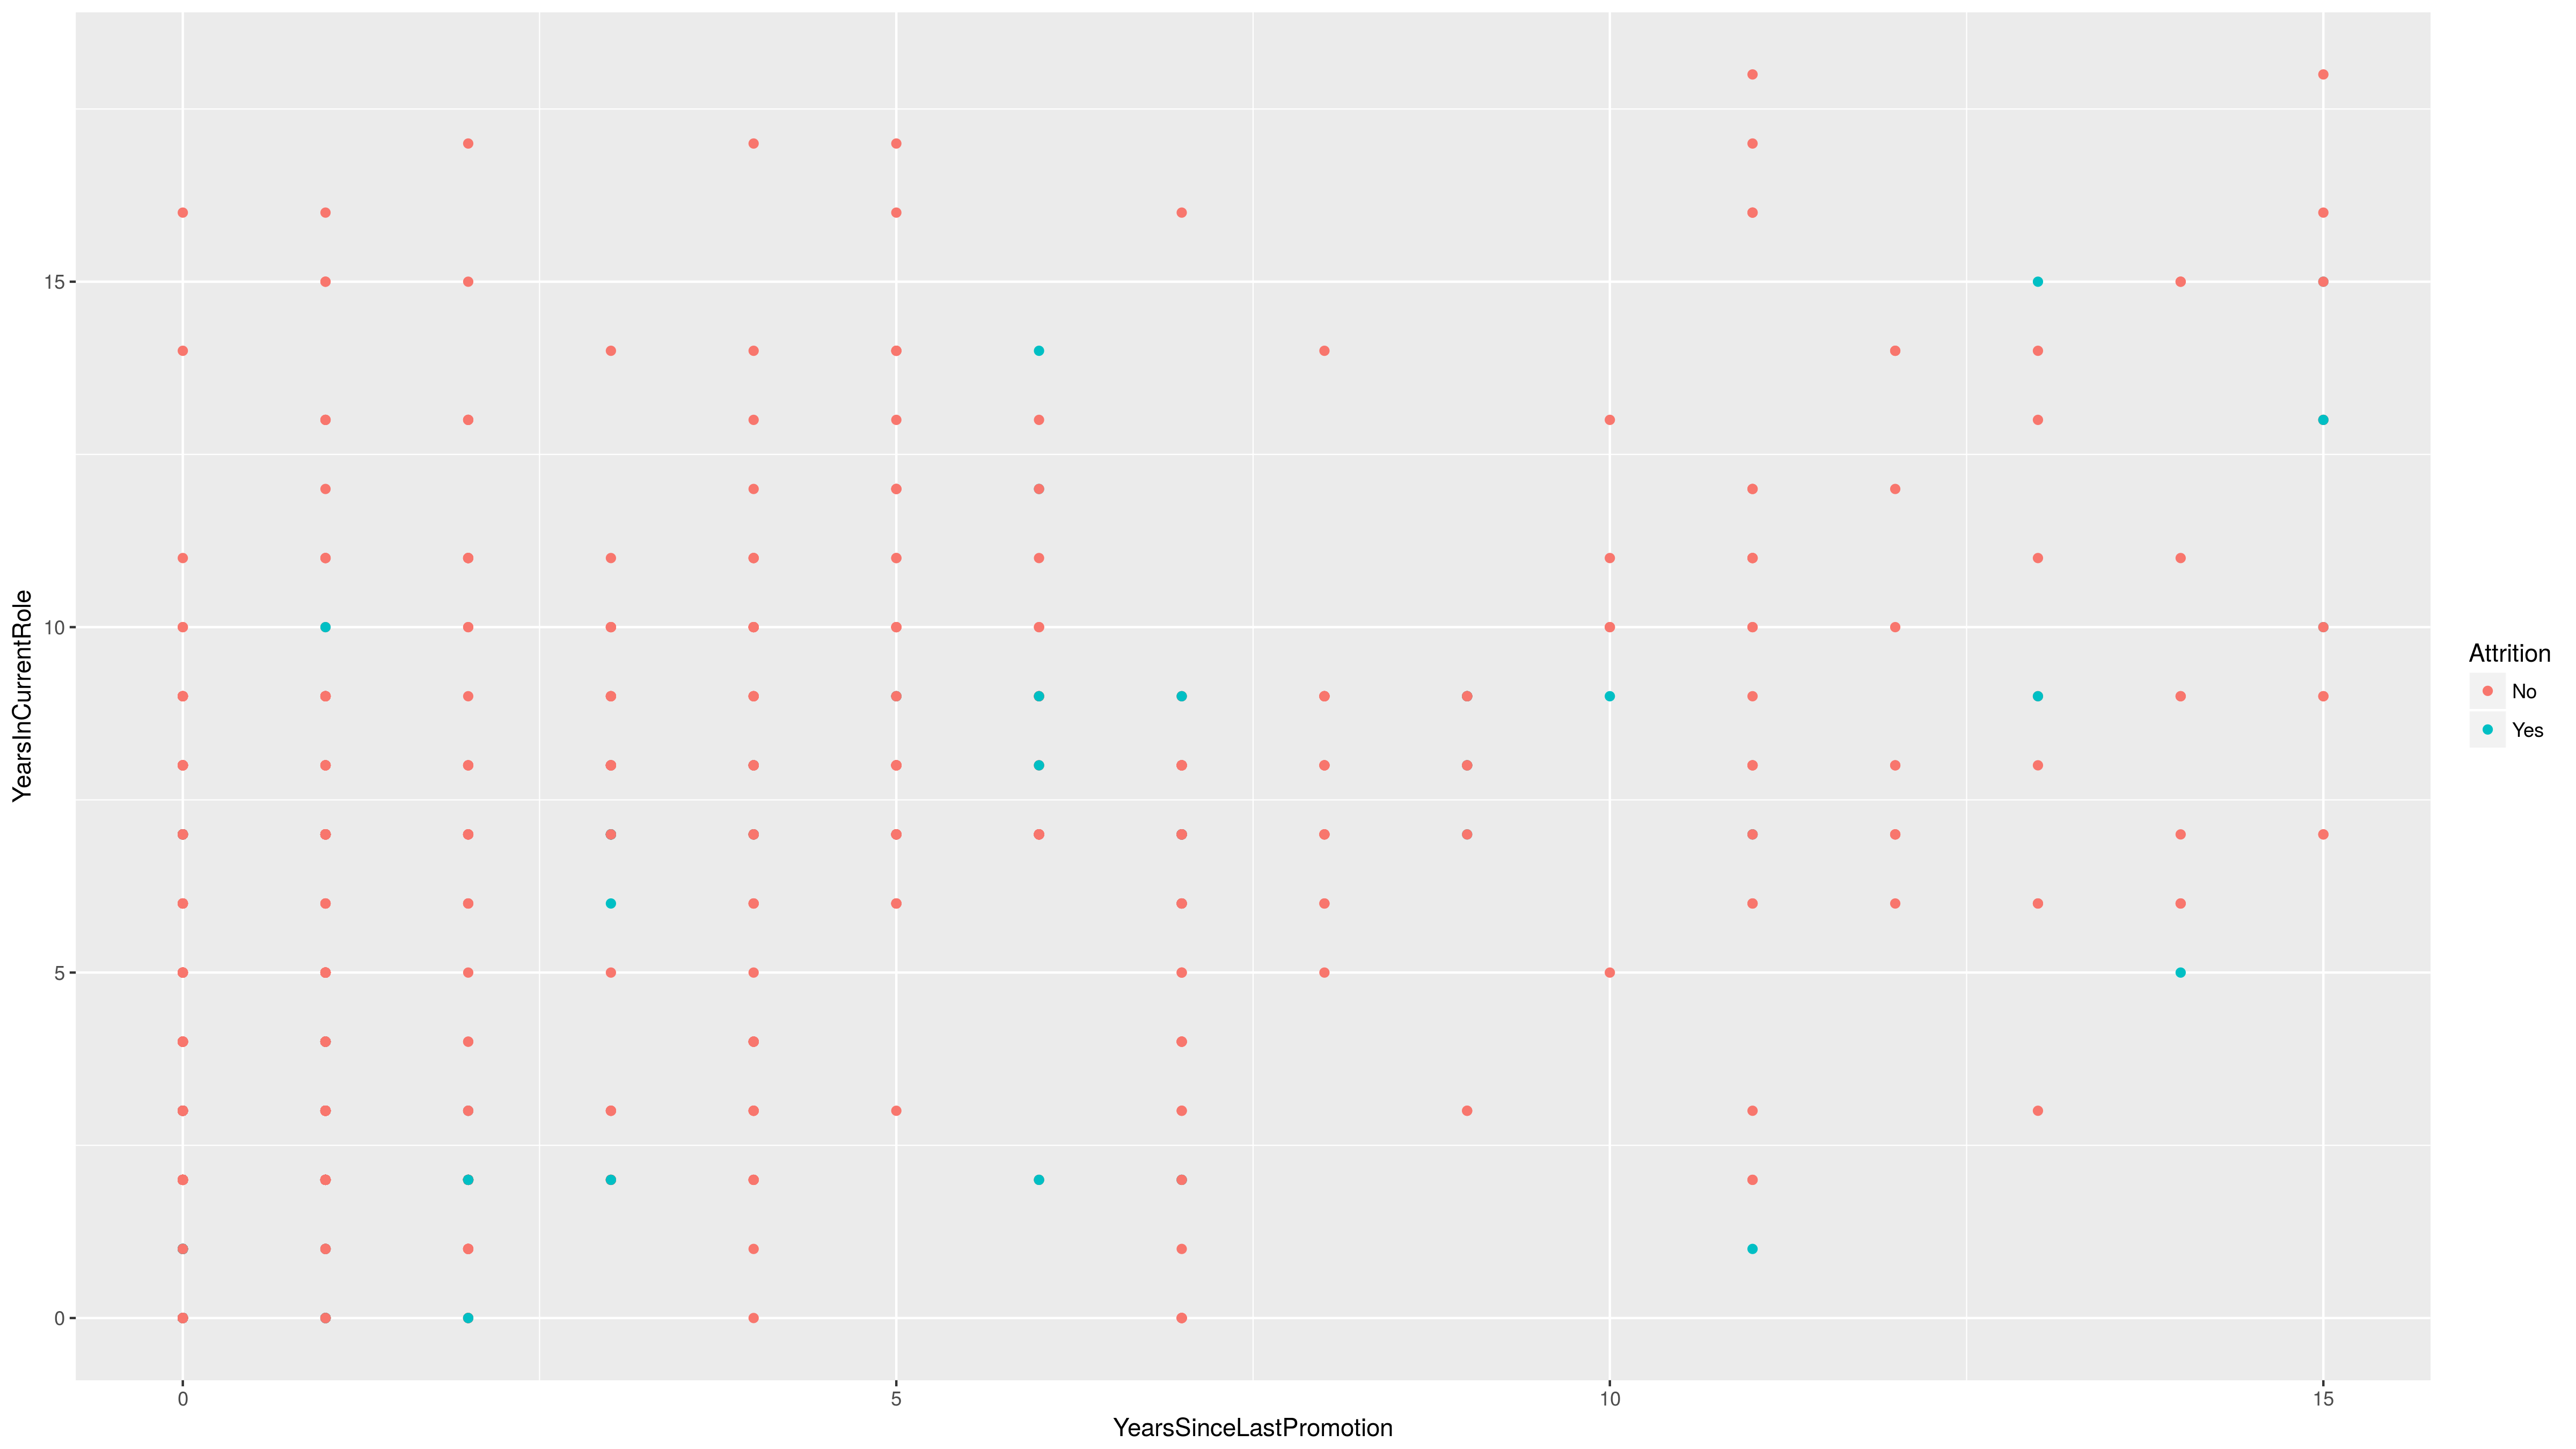 15
10
5
0
0
5
10
15
YearsInCurrentRole
YearsSinceLastPromotion
Attrition
No
Yes